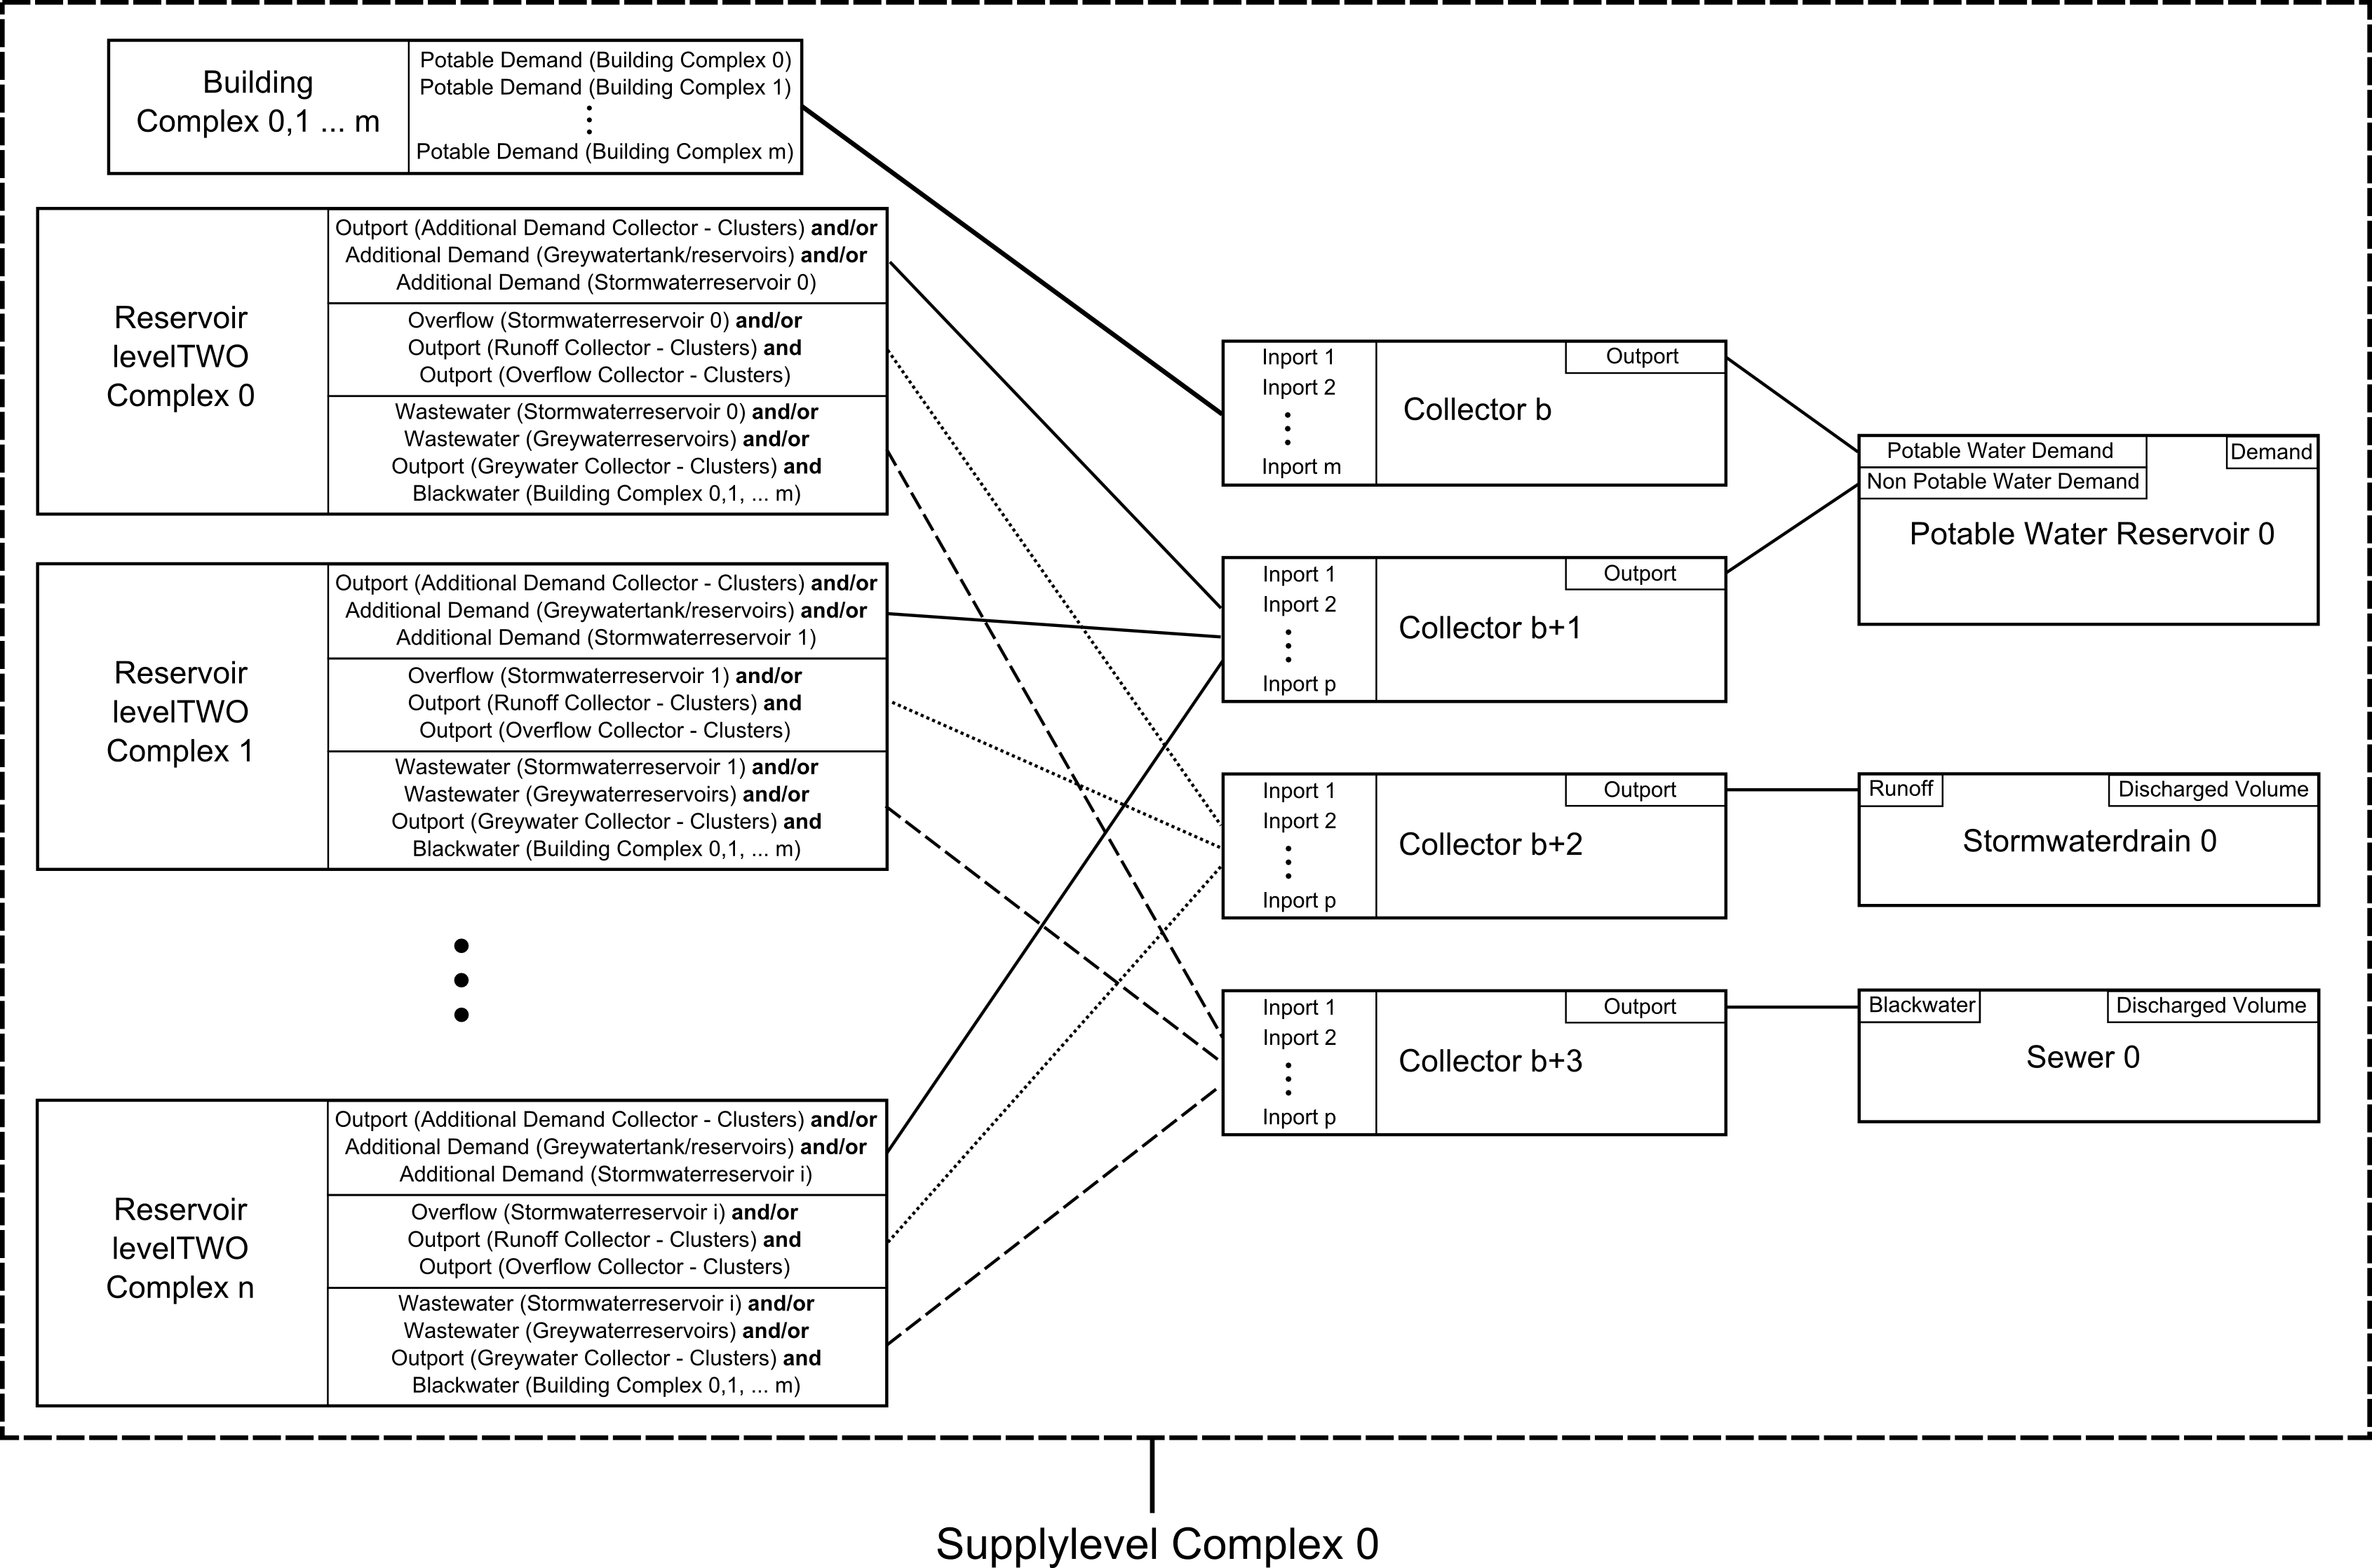 Building
Complex 0,1 ... m
Potable Demand (Building Complex 0)
Potable Demand (Building Complex 1)
Potable Demand (Building Complex m)
Reservoir
levelTWO
Complex 0
Outport (Additional Demand Collector - Clusters) and/or
Additional Demand (Greywatertank/reservoirs) and/or
Additional Demand (Stormwaterreservoir 0)
Overflow (Stormwaterreservoir 0) and/or
Outport (Runoff Collector - Clusters) and
Outport (Overflow Collector - Clusters)
Wastewater (Stormwaterreservoir 0) and/or
Wastewater (Greywaterreservoirs) and/or
Outport (Greywater Collector - Clusters) and
Blackwater (Building Complex 0,1, ... m)
Reservoir
levelTWO
Complex 1
Outport (Additional Demand Collector - Clusters) and/or
Additional Demand (Greywatertank/reservoirs) and/or
Additional Demand (Stormwaterreservoir 1)
Overflow (Stormwaterreservoir 1) and/or
Outport (Runoff Collector - Clusters) and
Outport (Overflow Collector - Clusters)
Wastewater (Stormwaterreservoir 1) and/or
Wastewater (Greywaterreservoirs) and/or
Outport (Greywater Collector - Clusters) and
Blackwater (Building Complex 0,1, ... m)
Reservoir
levelTWO
Complex n
Outport (Additional Demand Collector - Clusters) and/or
Additional Demand (Greywatertank/reservoirs) and/or
Additional Demand (Stormwaterreservoir i)
Overflow (Stormwaterreservoir i) and/or
Outport (Runoff Collector - Clusters) and
Outport (Overflow Collector - Clusters)
Wastewater (Stormwaterreservoir i) and/or
Wastewater (Greywaterreservoirs) and/or
Outport (Greywater Collector - Clusters) and
Blackwater (Building Complex 0,1, ... m)
Inport 1
Inport 2
Inport m
Collector b
Outport
Inport 1
Inport 2
Inport p
Collector b+1
Outport
Inport 1
Inport 2
Inport p
Collector b+2
Outport
Inport 1
Inport 2
Inport p
Collector b+3
Outport
Potable Water Demand
Non Potable Water Demand
Demand
Potable Water Reservoir 0
Runoff
Discharged Volume
Stormwaterdrain 0
Blackwater
Discharged Volume
Sewer 0
Supplylevel Complex 0